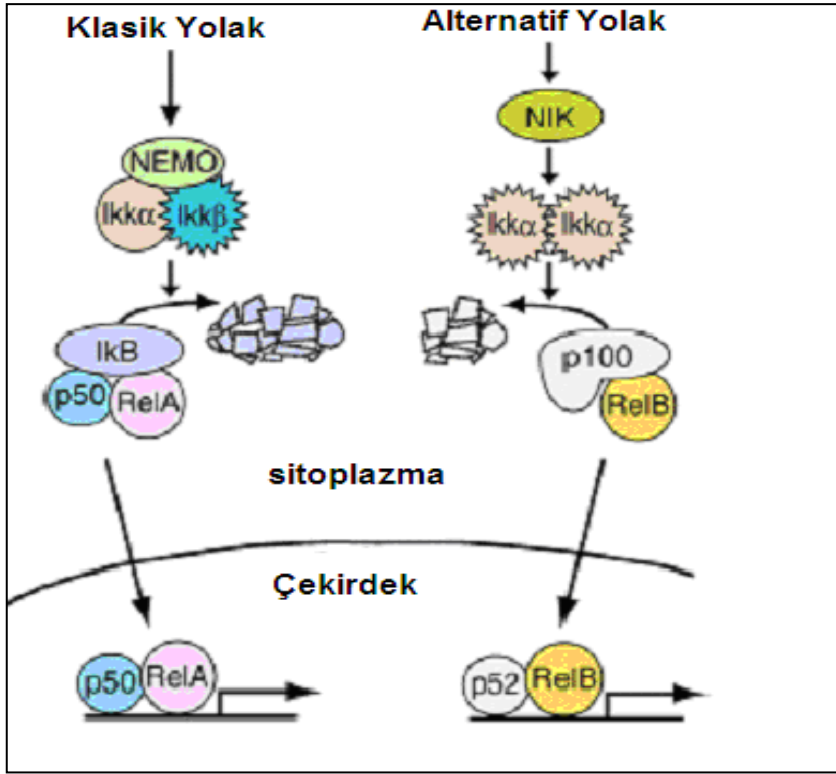 Klasik Yolak
Alternatif Yolak
NEMO
Ikkα
Ikkβ
IkB
p50
RelA
NIK
Ikkα
Ikkα
p100
RelB
sitoplazma
Çekirdek
p50
RelA
p52
RelB